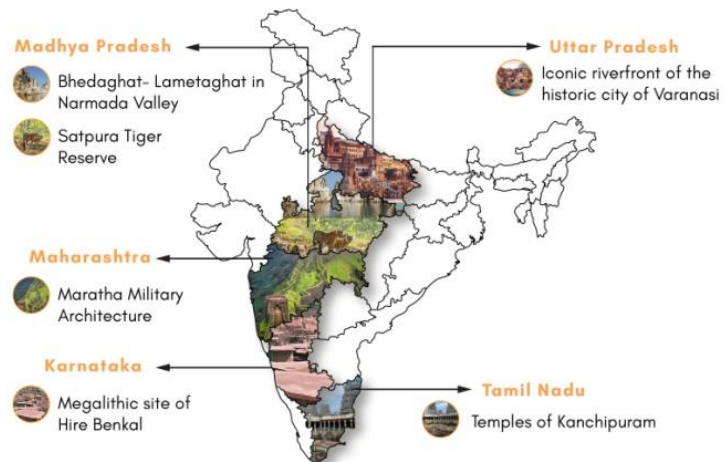 Madhya Pradesh
Bhedaghat- Lametaghat in
Narmada Valley
Satpura Tiger
Reserve
Uttar Pradesh
Iconic riverfront of the
historic city of Varanasi
Maharashtra
Maratha Military
Architecture
Karnataka
Megalithic site of
Hire Benkal
Tamil Nadu
Temples of Kanchipuram